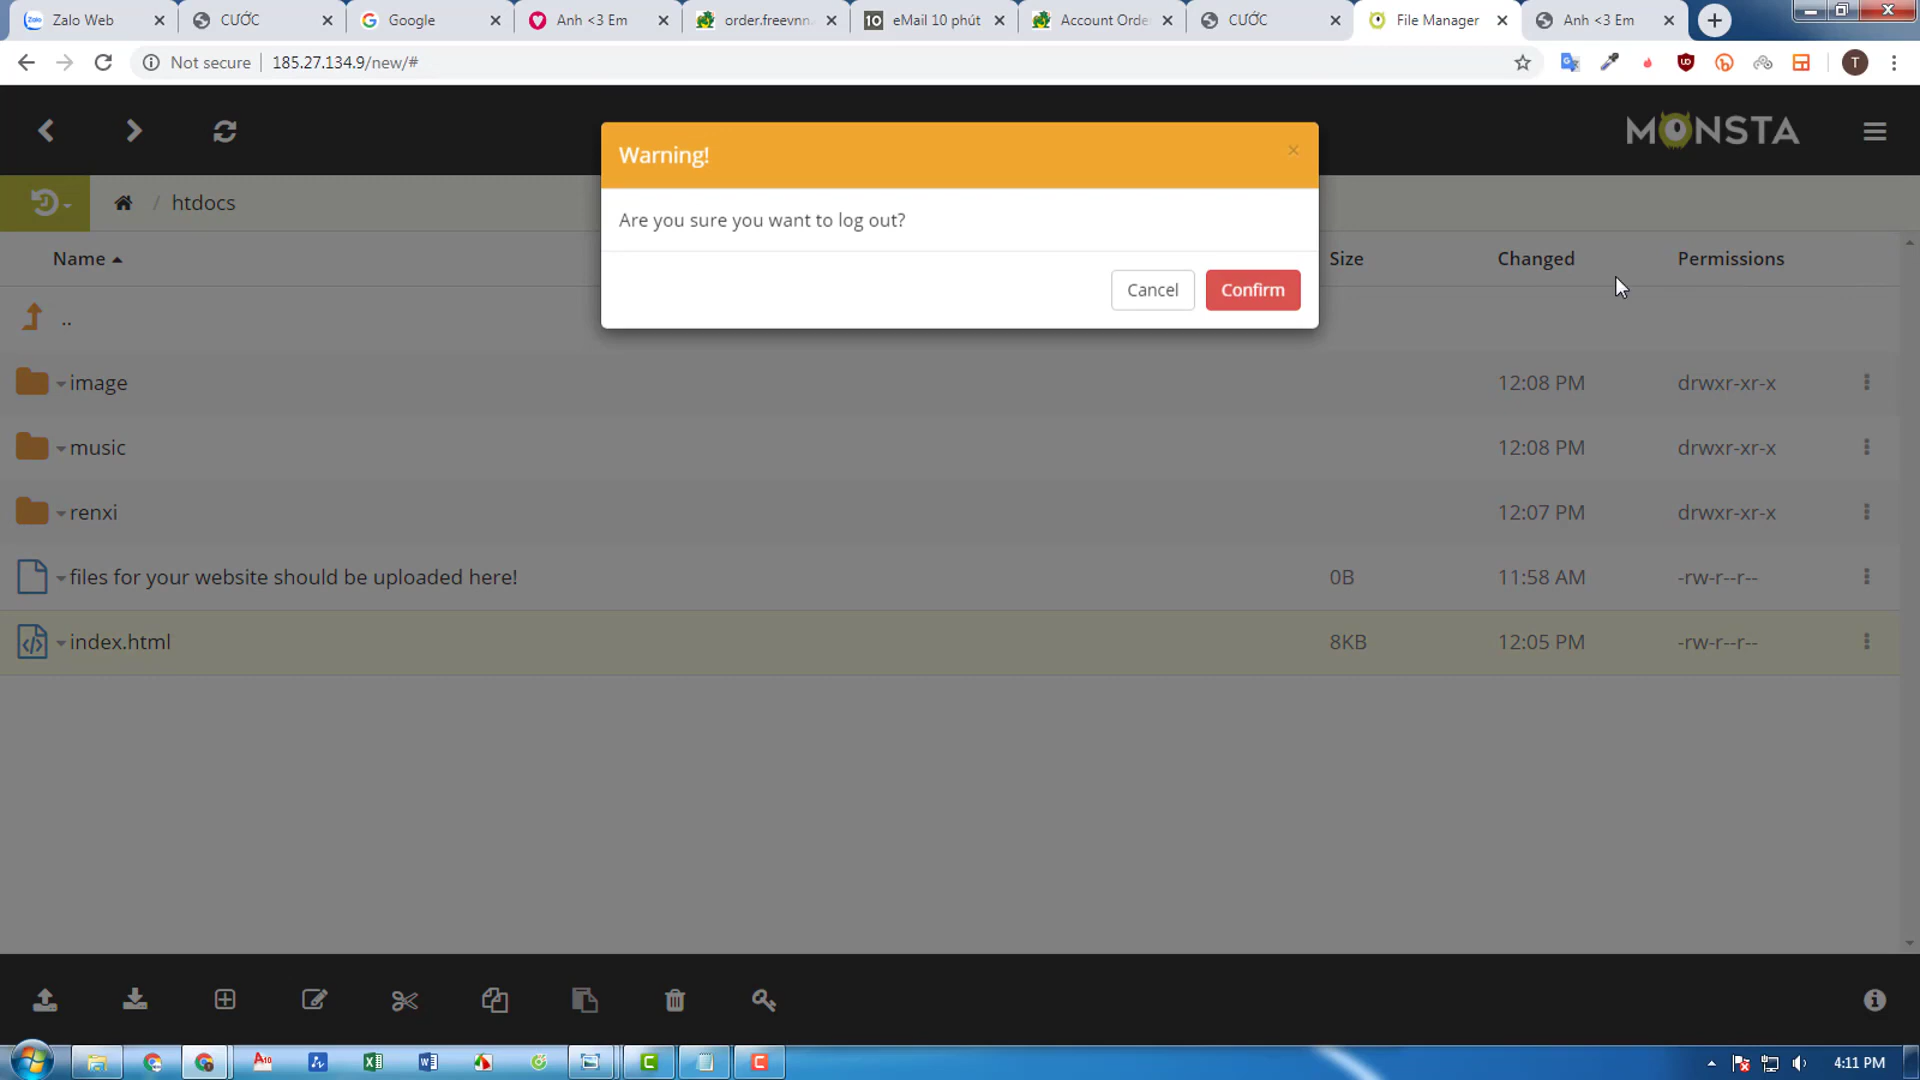 Zalo Web
CƯỚC
Google
Anh <3 Em
order.freevnn.
eMail 10 phút
Account Orde
CƯỚC
File Manager
Anh <3 Em
Not secure
185.27.134.9/new/#
T
MONSTA
Warning!
Are you sure you want to log out?
Cancel
Confirm
/ htdocs
Name
Size
Changed
Permissions
..
image
12:08 PM
drwxr-xr-x
music
12:08 PM
drwxr-xr-x
renxi
12:07 PM
drwxr-xr-x
files for your website should be uploaded here!
0B
11:58 AM
-rw-r--r--
index.html
8KB
12:05 PM
-rw-r--r--
4:11 PM